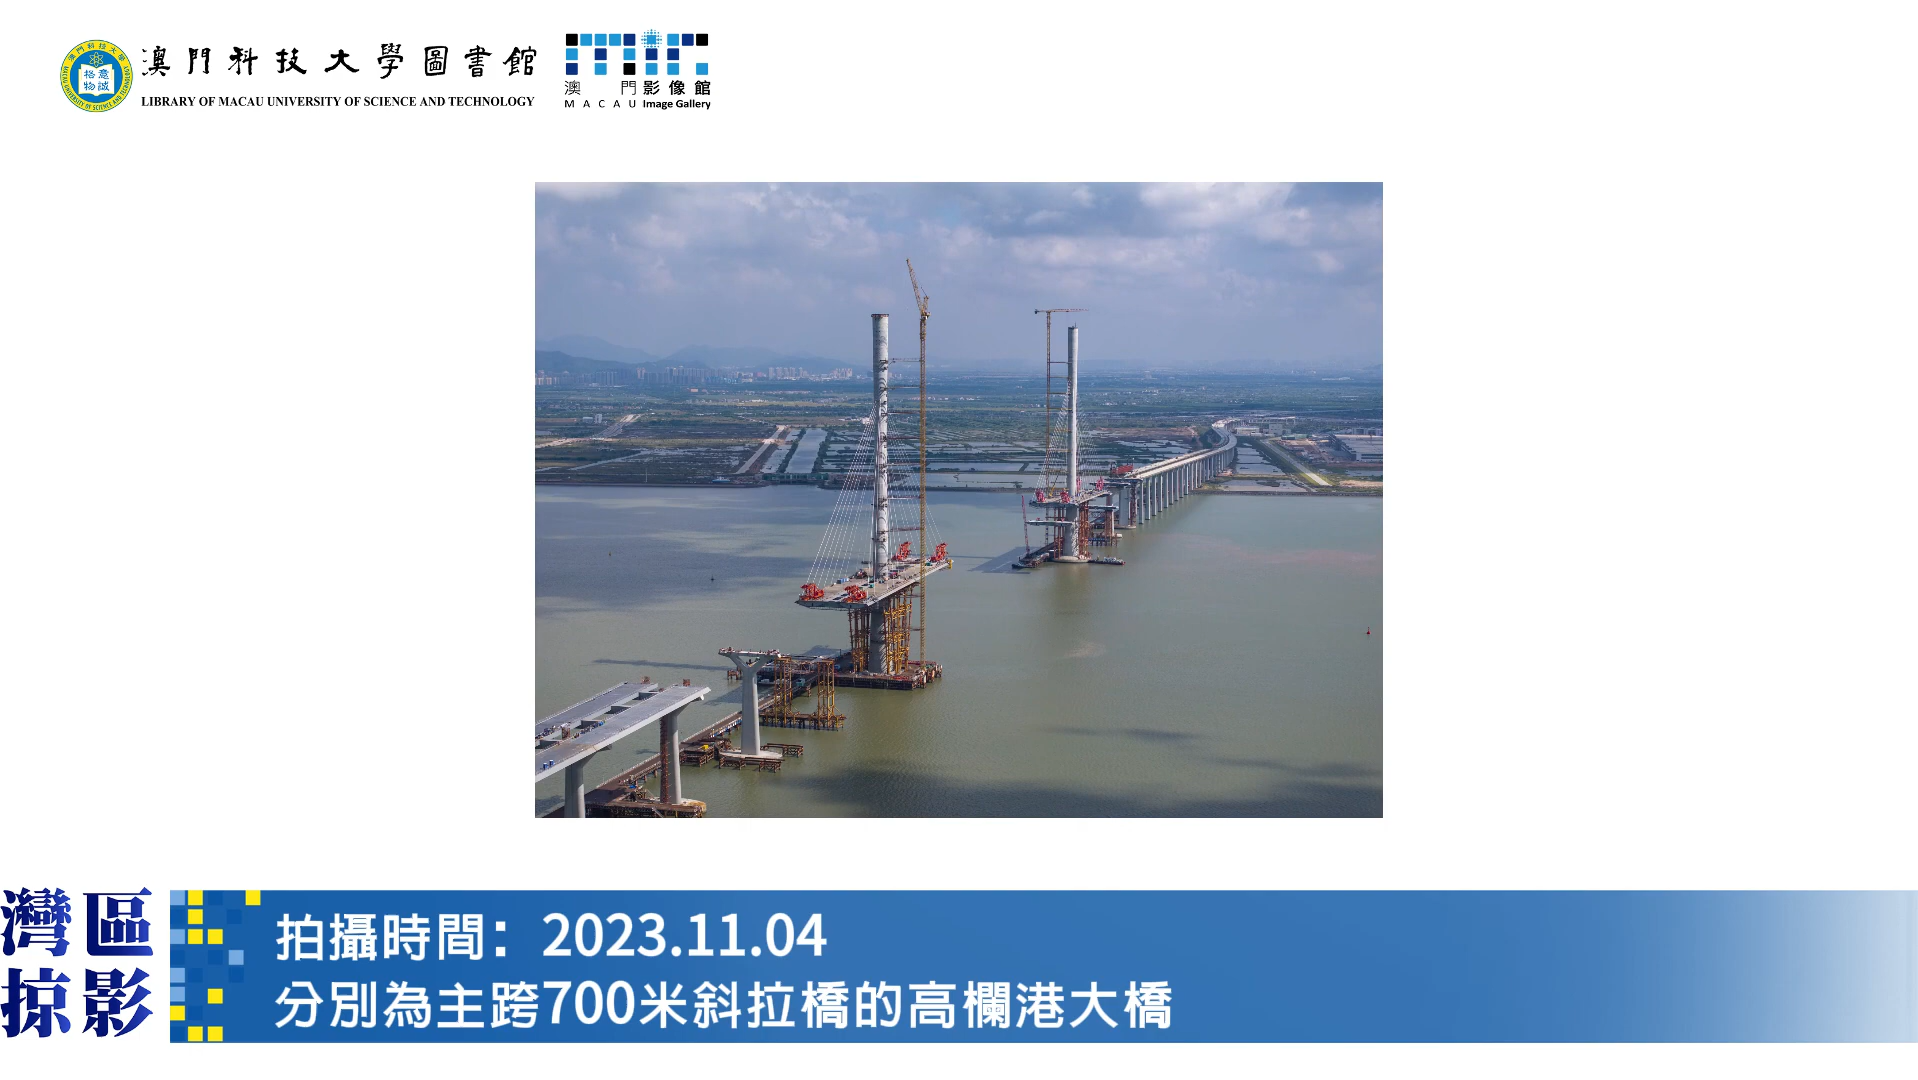 澳門科技大學圖書館
LIBRARY OF MACAU UNIVERSITY OF SCIENCE AND TECHNOLOGY
澳門影像館
MACAU Image Gallery
灣區
掠影
拍攝時間：2023.11.04
分別為主跨700米斜拉橋的高欄港大橋